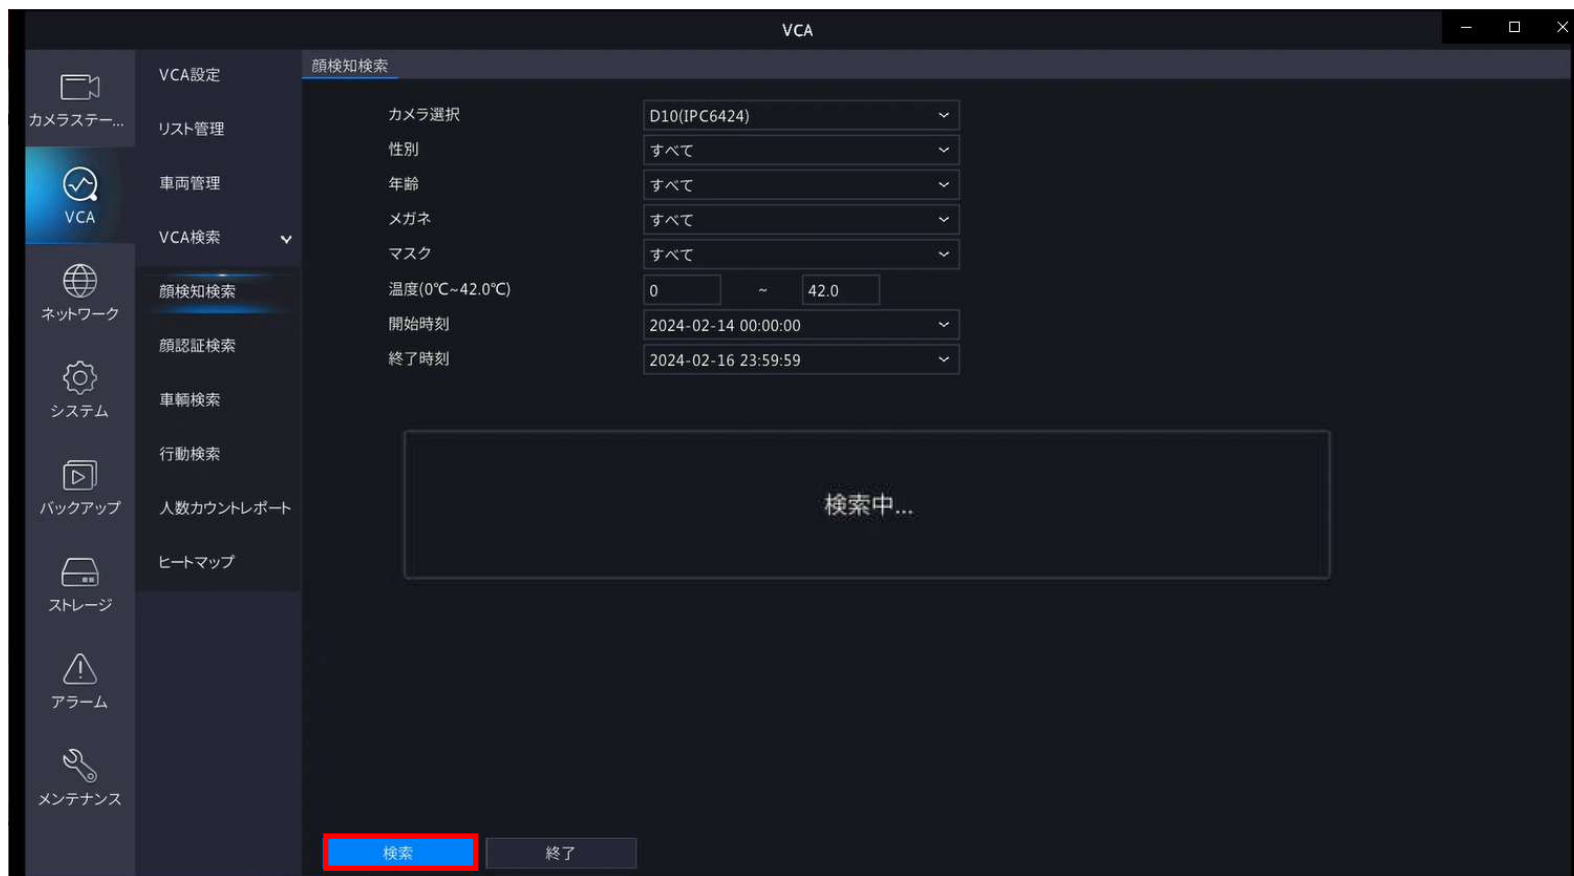 VCA
カメラステー...
VCA
ネットワーク
システム
バックアップ
ストレージ
アラーム
メンテナンス
VCA設定
リスト管理
車両管理
VCA検索
顔検知検索
顔認証検索
車輌検索
行動検索
人数カウントレポート
ヒートマップ
顔検知検索
カメラ選択 D10(IPC6424)
性別 すべて
年齢 すべて
メガネ すべて
マスク すべて
温度(0℃~42.0℃) 0 ~ 42.0
開始時刻 2024-02-14 00:00:00
終了時刻 2024-02-16 23:59:59
検索中...
検索 終了